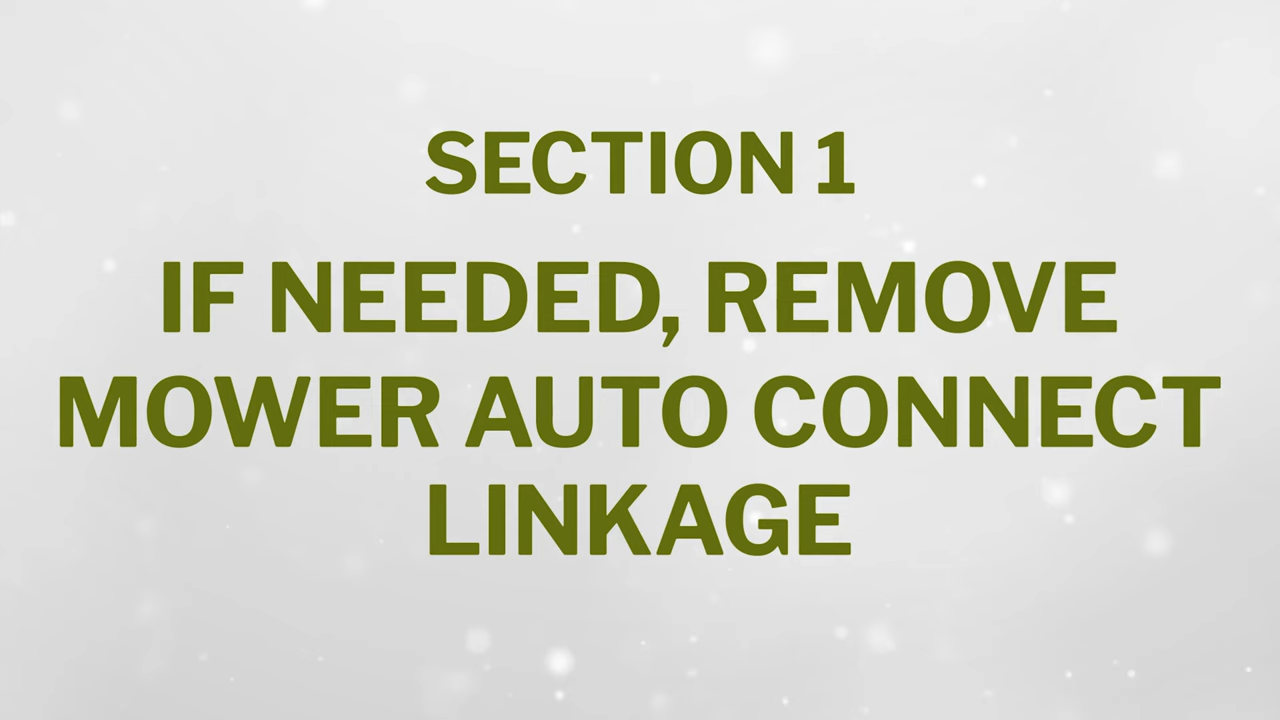 SECTION 1
IF NEEDED, REMOVE
MOWER AUTO CONNECT
LINKAGE